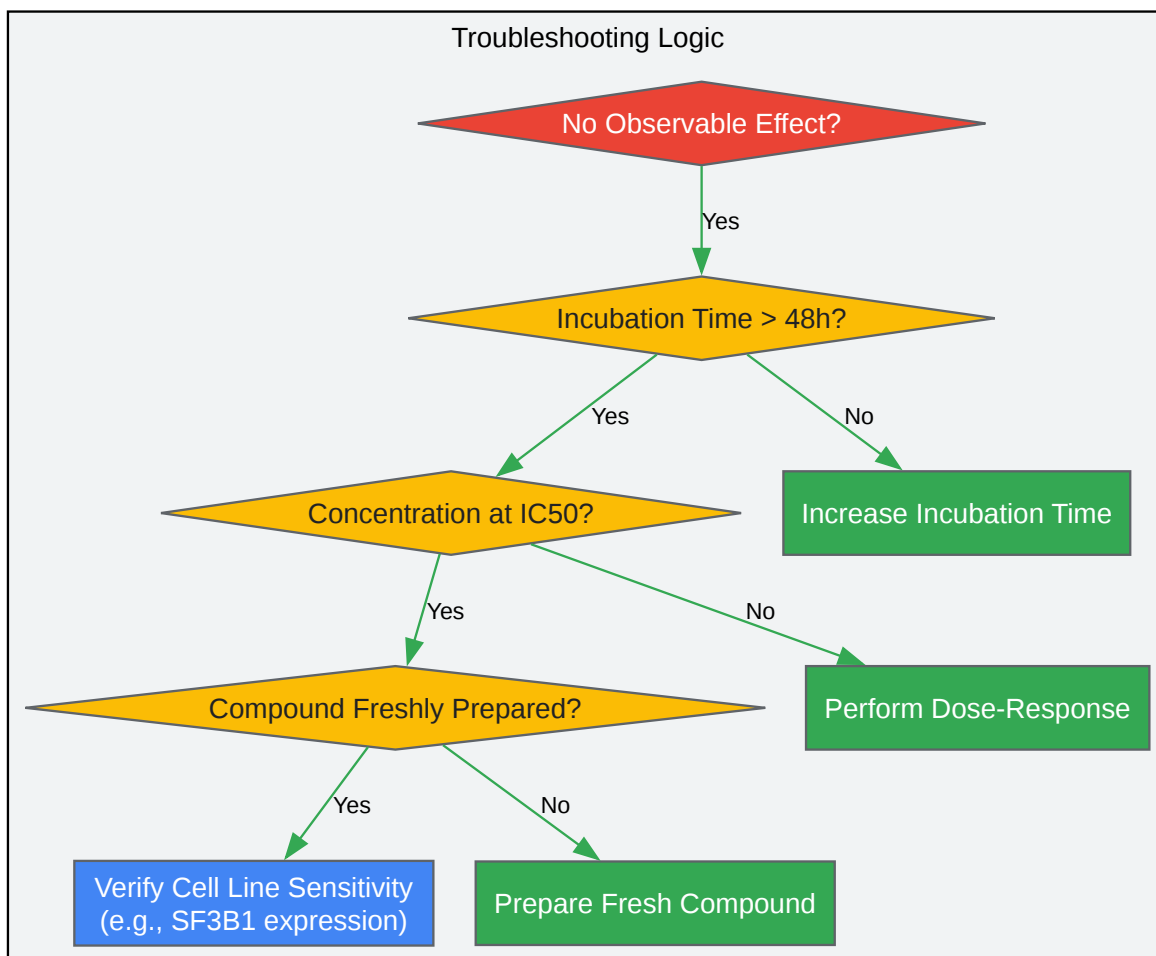 Troubleshooting Logic
No Observable Effect?
Yes
Incubation Time > 48h?
Yes
No
Concentration at IC50?
Increase Incubation Time
Yes
No
Compound Freshly Prepared?
Perform Dose-Response
Yes
No
Verify Cell Line Sensitivity
(e.g., SF3B1 expression)
Prepare Fresh Compound